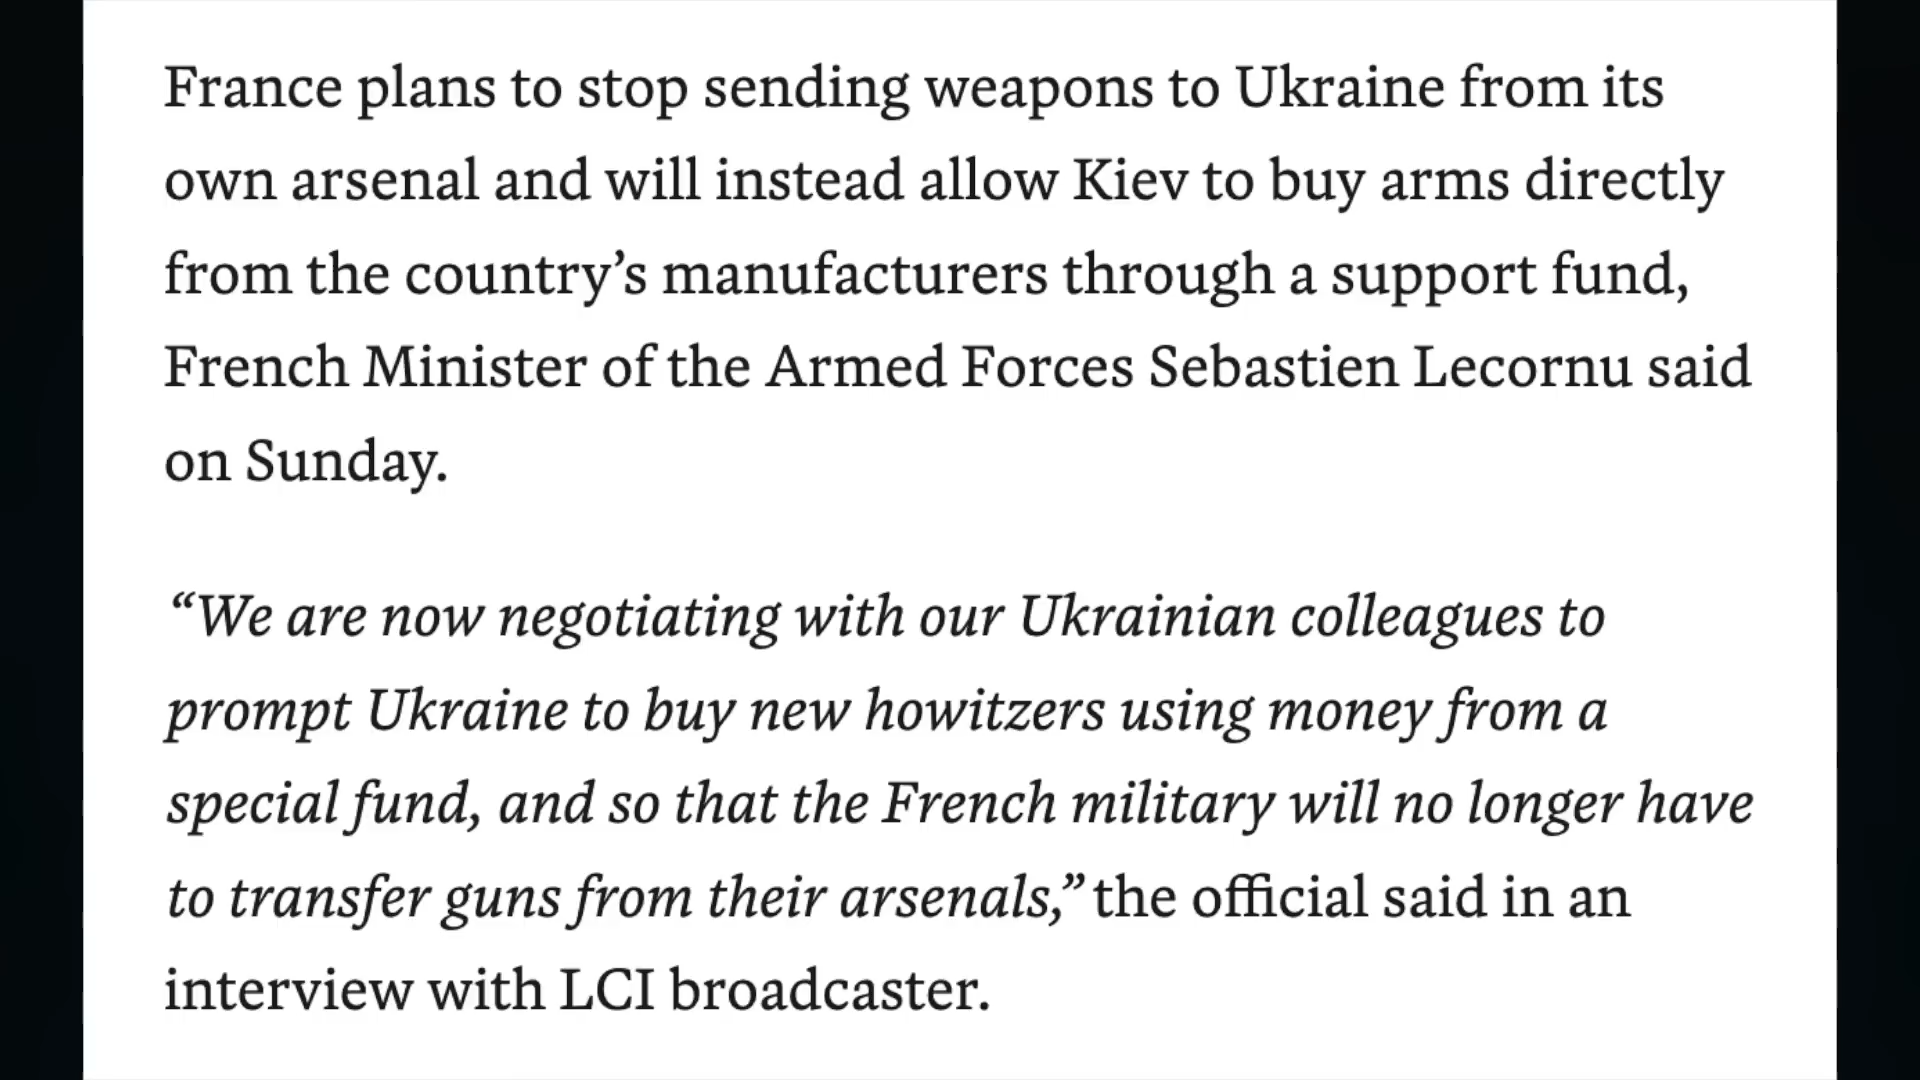 France plans to stop sending weapons to Ukraine from its
own arsenal and will instead allow Kiev to buy arms directly
from the country’s manufacturers through a support fund,
French Minister of the Armed Forces Sebastien Lecornu said
on Sunday.
“We are now negotiating with our Ukrainian colleagues to
prompt Ukraine to buy new howitzers using money from a
special fund, and so that the French military will no longer have
to transfer guns from their arsenals,” the official said in an
interview with LCI broadcaster.